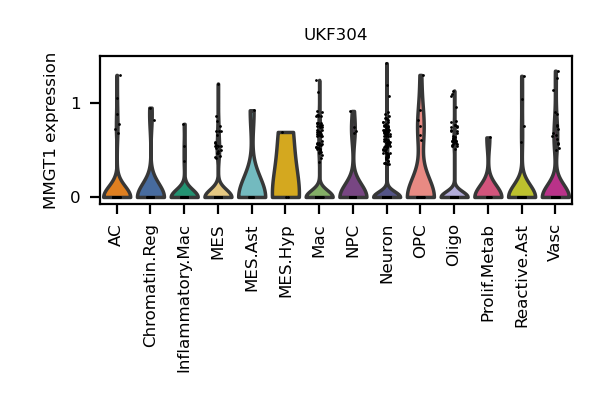 UKF304
MMGT1 expression
1
0
AC
Chromatin.Reg
Inflammatory.Mac
MES
MES.Ast
MES.Hyp
Mac
NPC
Neuron
OPC
Oligo
Prolif.Metab
Reactive.Ast
Vasc